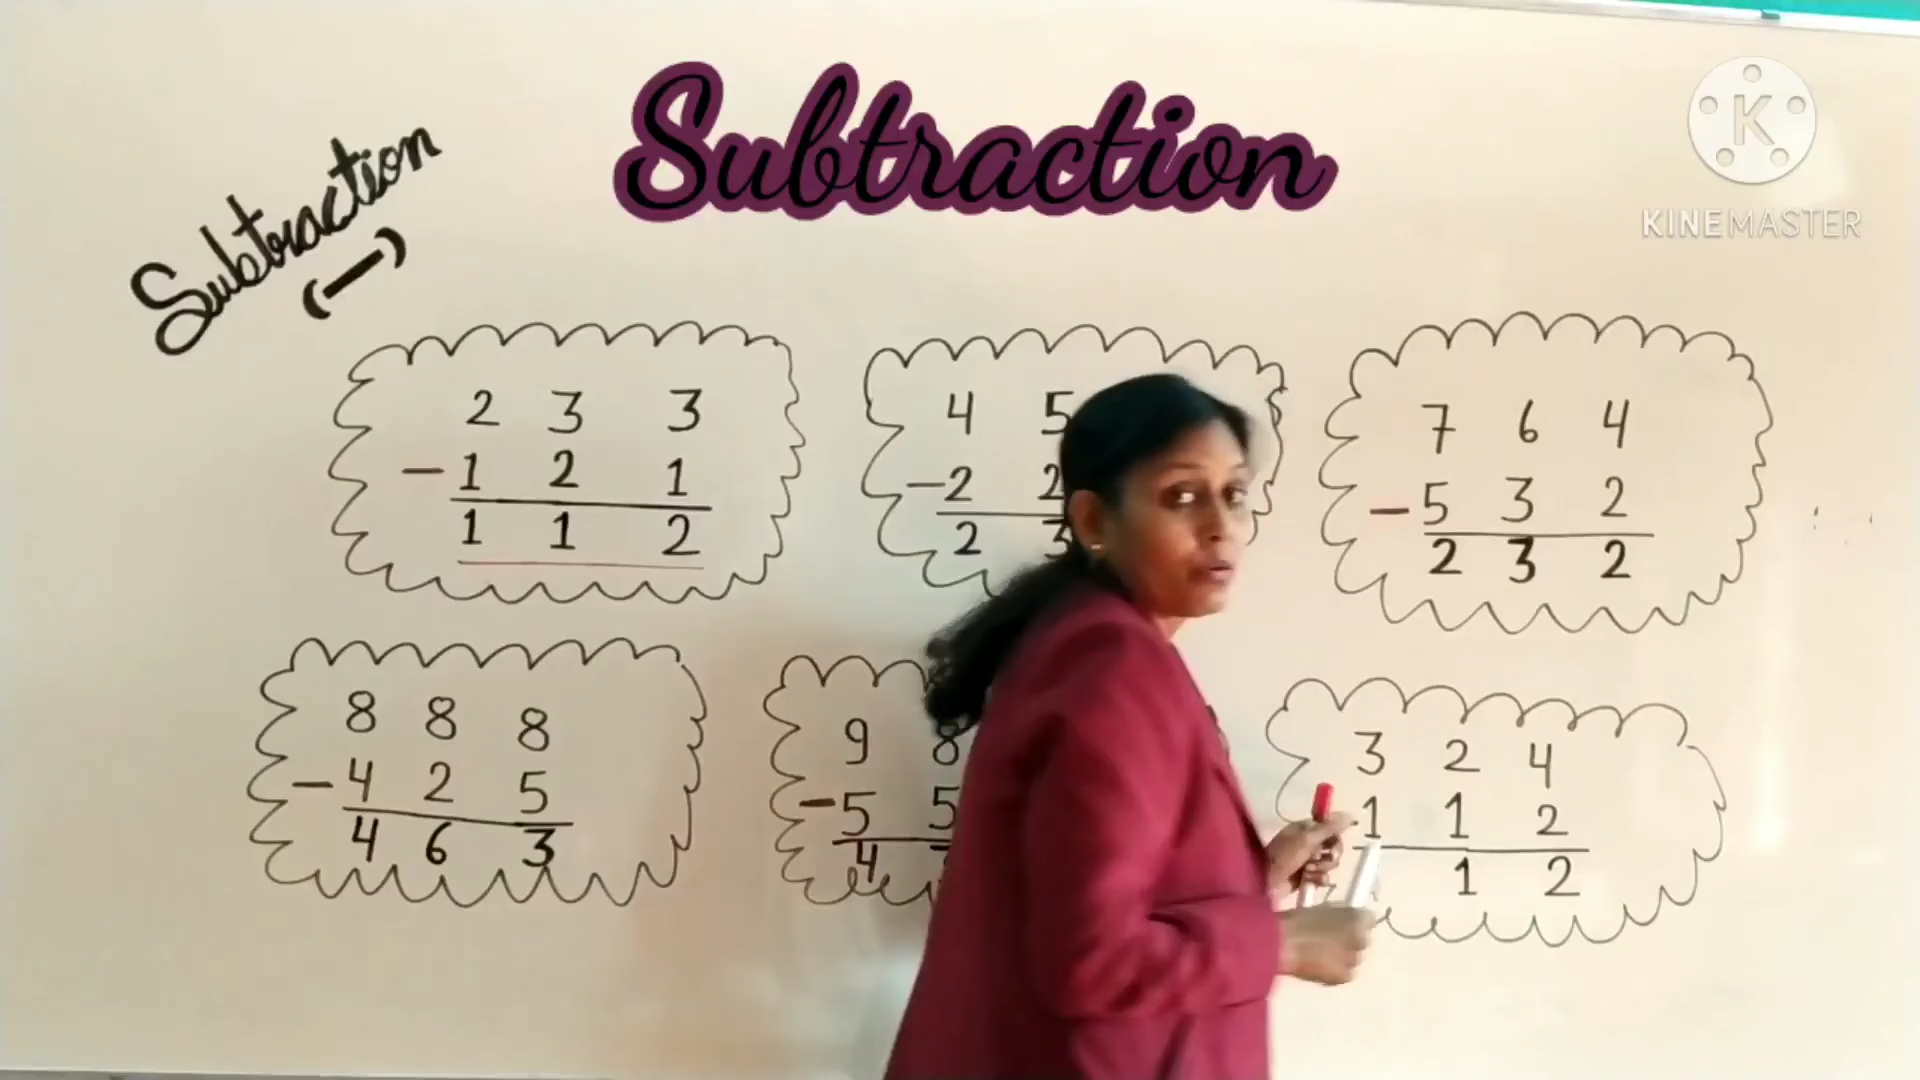 Subtraction
KINEMASTER
Subtraction
(—)
2 3 3
- 1 2 1
1 1 2
4 5
- 2 2
2 3
7 6 4
- 5 3 2
2 3 2
8 8 8
- 4 2 5
4 6 3
9 8
- 5 5
4
3 2 4
1 1 2
1 2